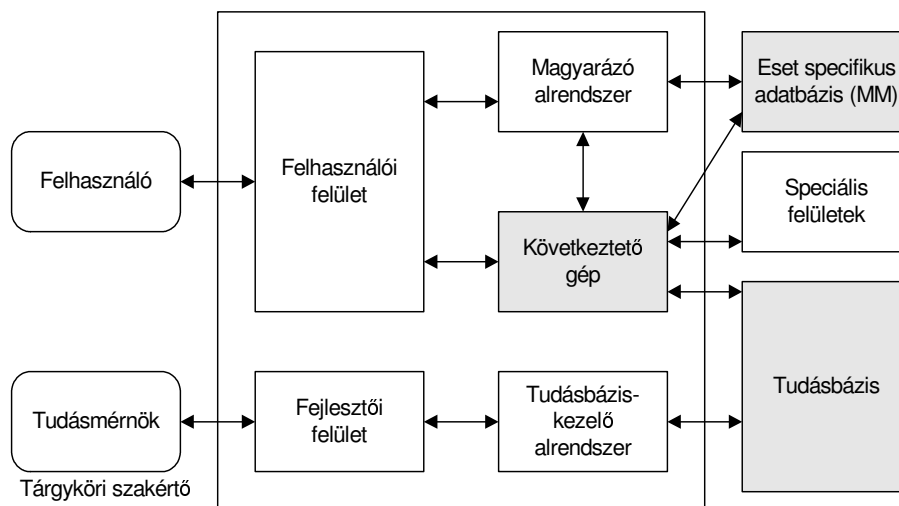 Magyarázó
alrendszer
Eset specifikus
adatbázis (MM)
Felhasználó
Felhasználói
felület
Speciális
felületek
Következtető
gép
Tudásbázis
Tudásmérnök
Fejlesztői
felület
Tudásbázis-
kezelő
alrendszer
Tárgyköri szakértő